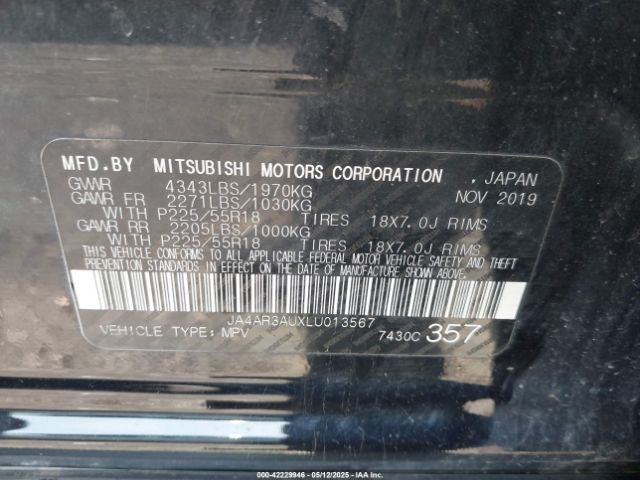 MFD.BY MITSUBISHI MOTORS CORPORATION . JAPAN
GVWR 4343LBS/1970KG NOV 2019
GAWR FR 2271LBS/1030KG
WITH P225/55R18 TIRES 18X7.0J RIMS
GAWR RR 2205LBS/1000KG
WITH P225/55R18 TIRES 18X7.0J RIMS
THIS VEHICLE CONFORMS TO ALL APPLICABLE FEDERAL MOTOR VEHICLE SAFETY AND THEFT
PREVENTION STANDARDS IN EFFECT ON THE DATE OF MANUFACTURE SHOWN ABOVE.
JA4AR3AUXLU013567
VEHICLE TYPE: MPV 7430C 357
000-42229946 - 05/12/2025 - IAAI